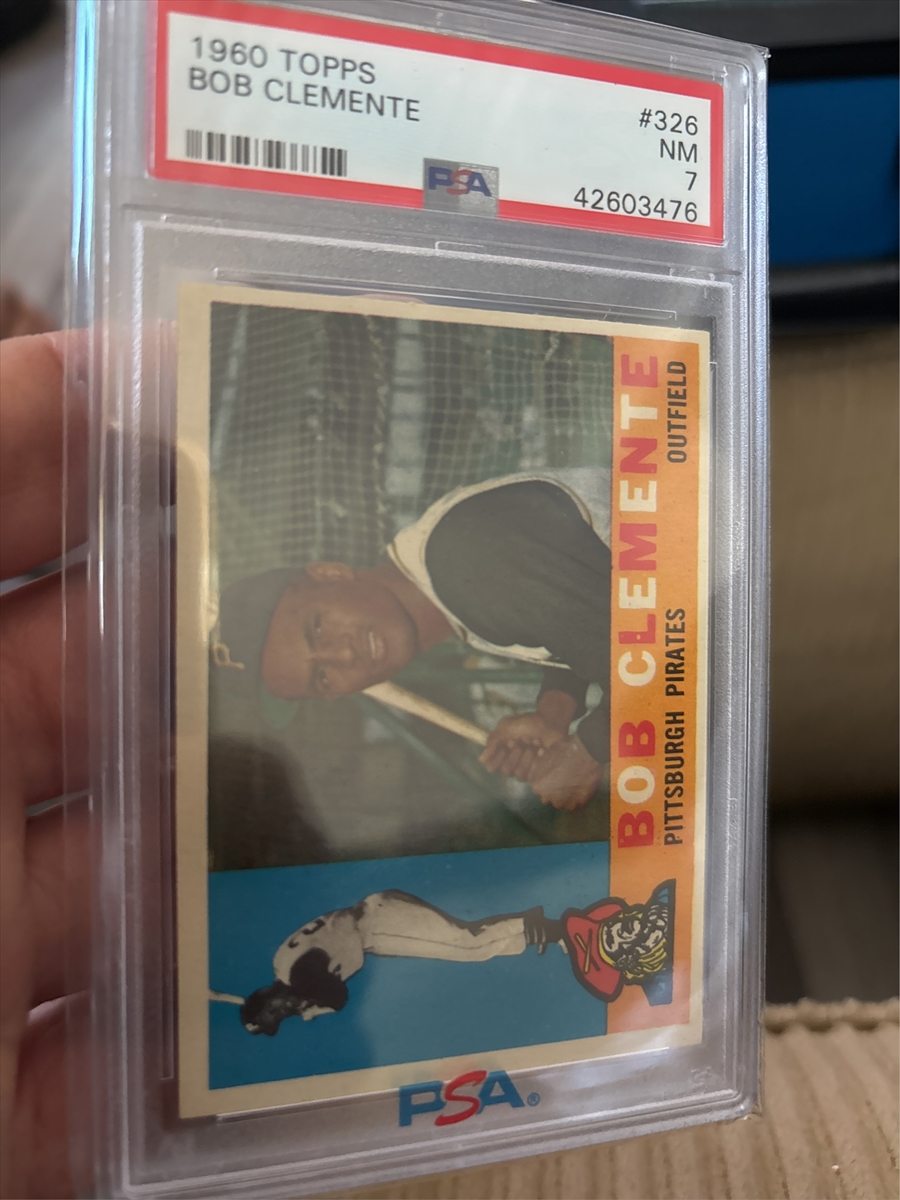 1960 TOPPS
BOB CLEMENTE
#326
NM
7
42603476
PSA
P
BOB CLEMENTE
PITTSBURGH PIRATES OUTFIELD
PSA®